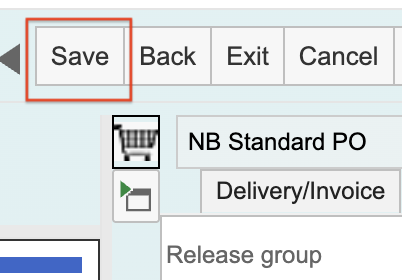 Save Back Exit Cancel
NB Standard PO
Delivery/Invoice
Release group